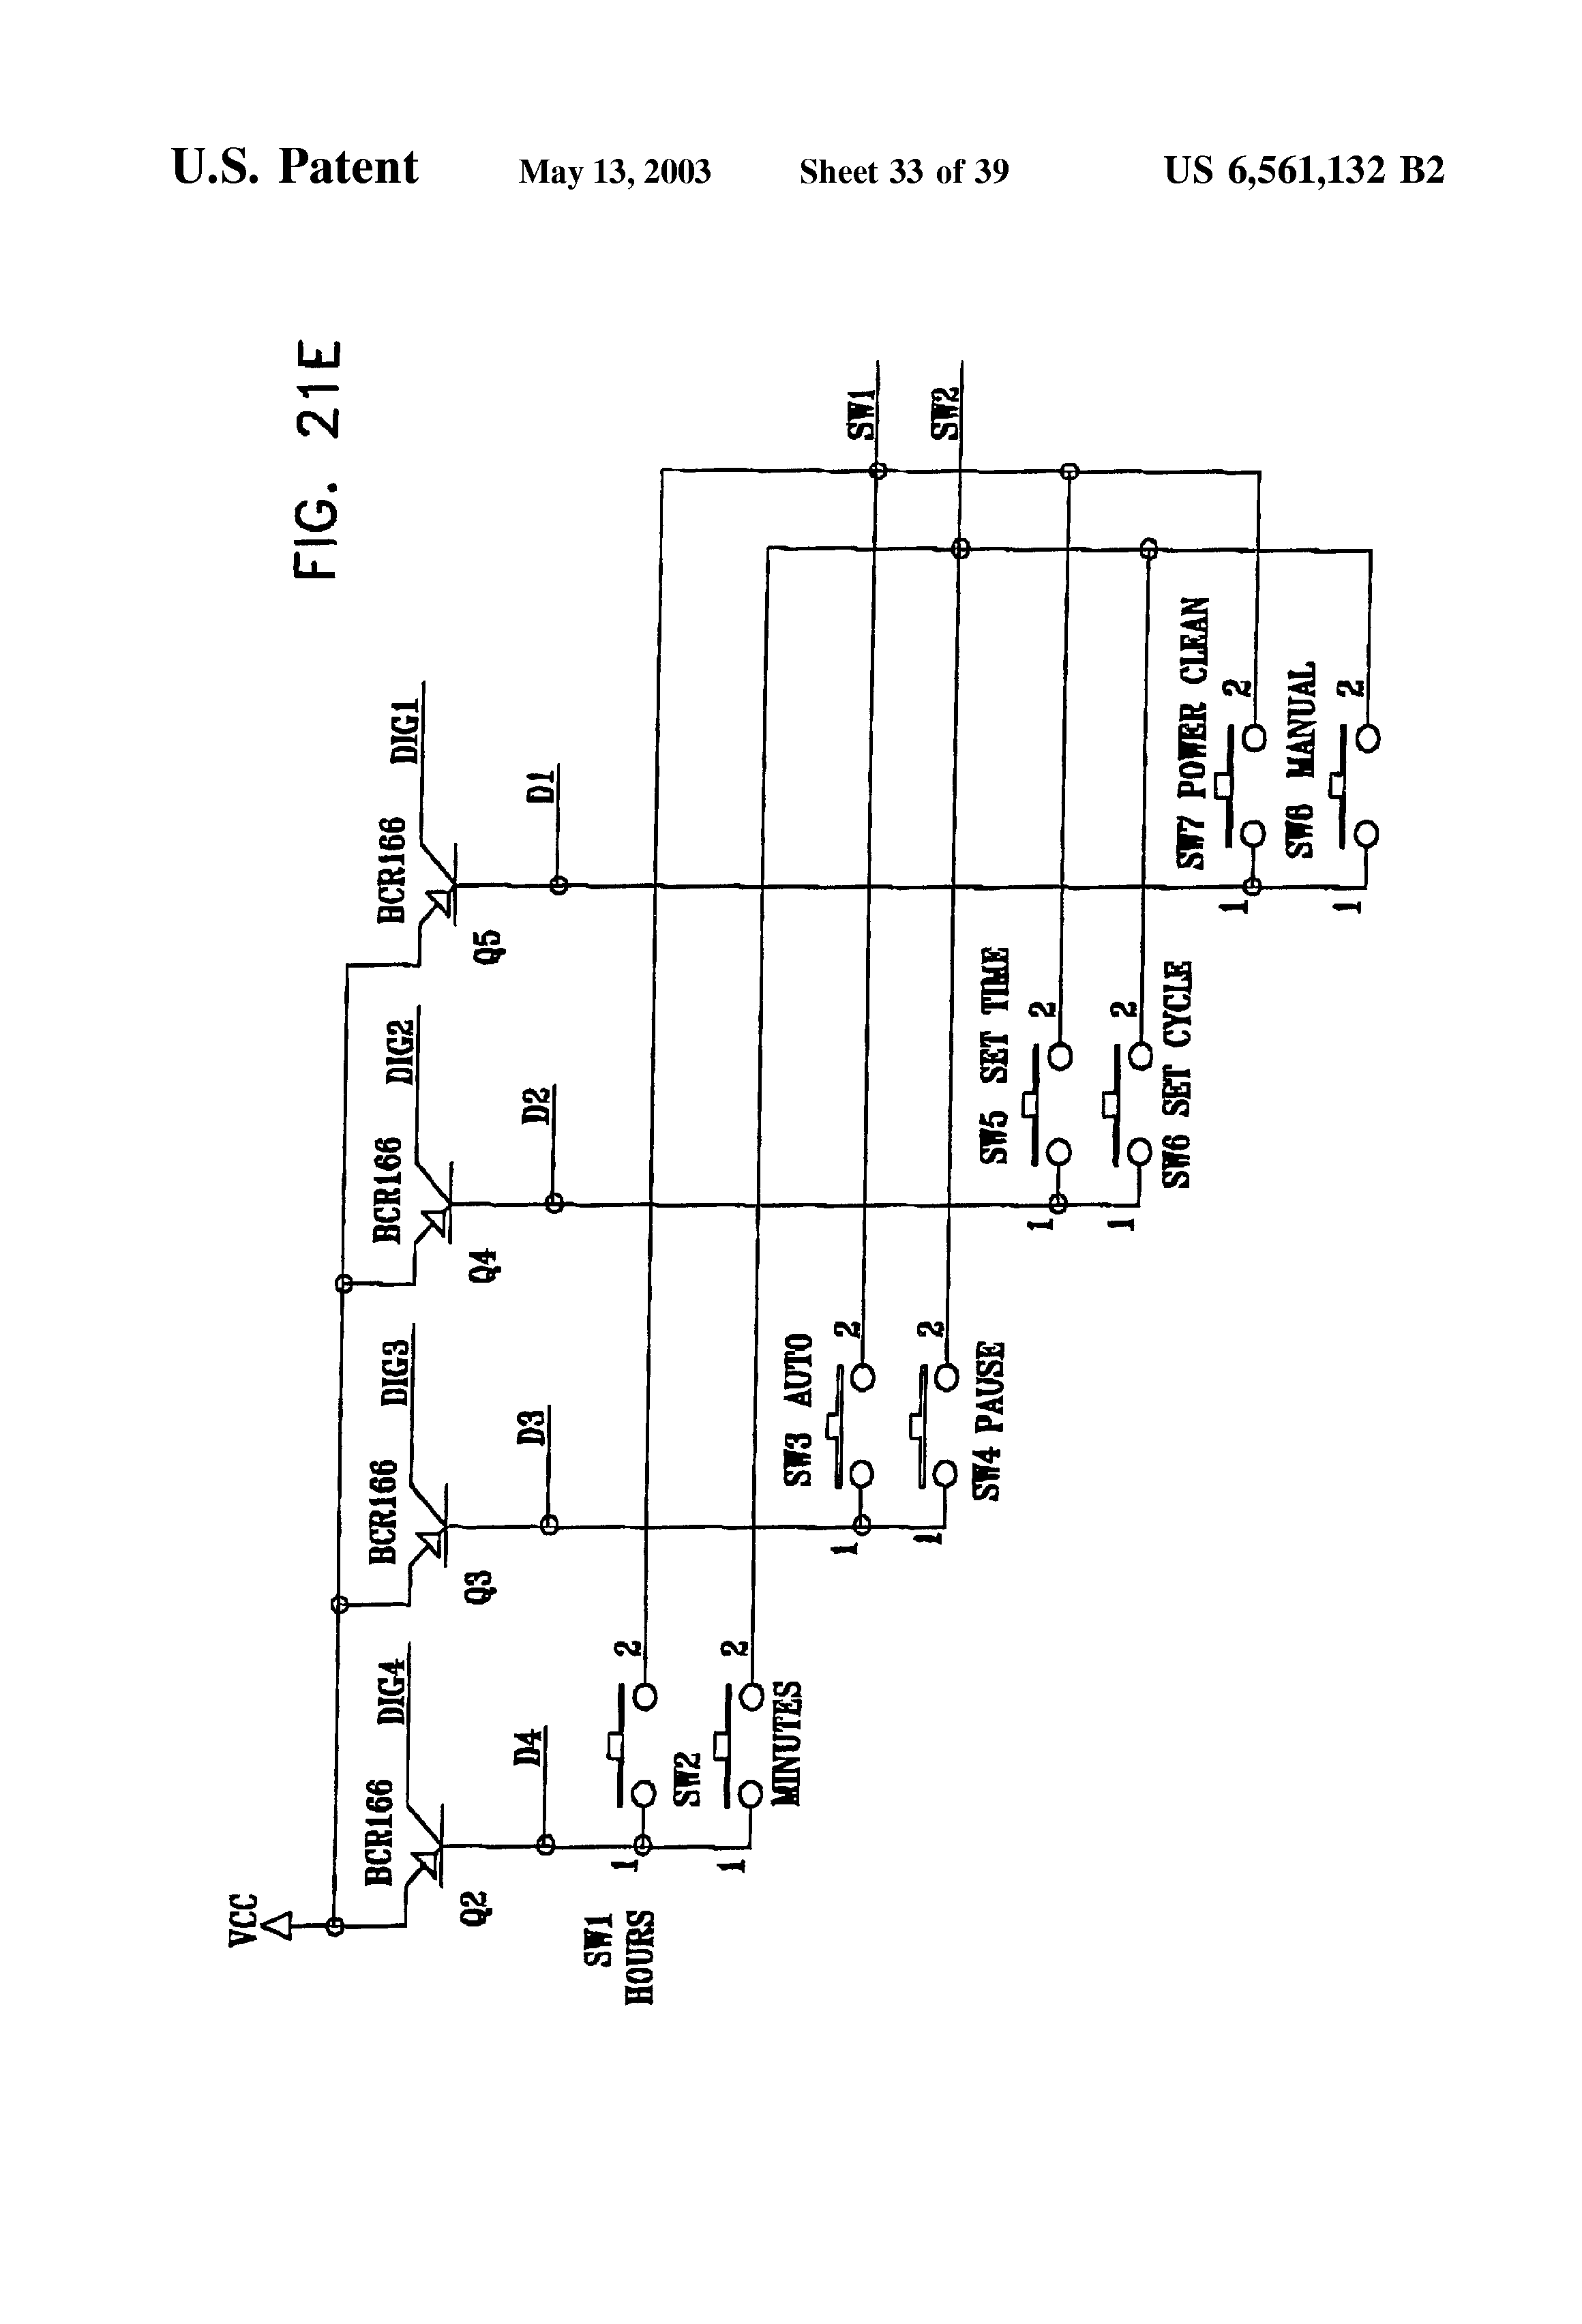 U.S. Patent May 13, 2003 Sheet 33 of 39 US 6,561,132 B2
FIG. 21E
VCC
BCR166
DIG4
Q2
D4
BCR166
DIG3
Q3
D3
BCR166
DIG2
Q4
D2
BCR166
DIG1
Q5
D1
SW1
HOURS
1
2
SW2
MINUTES
1
2
SW3 AUTO
1
2
SW4 PAUSE
1
2
SW5 SET TIME
1
2
SW6 SET CYCLE
1
2
SW7 POWER CLEAN
1
2
SW8 MANUAL
1
2
SW1
SW2